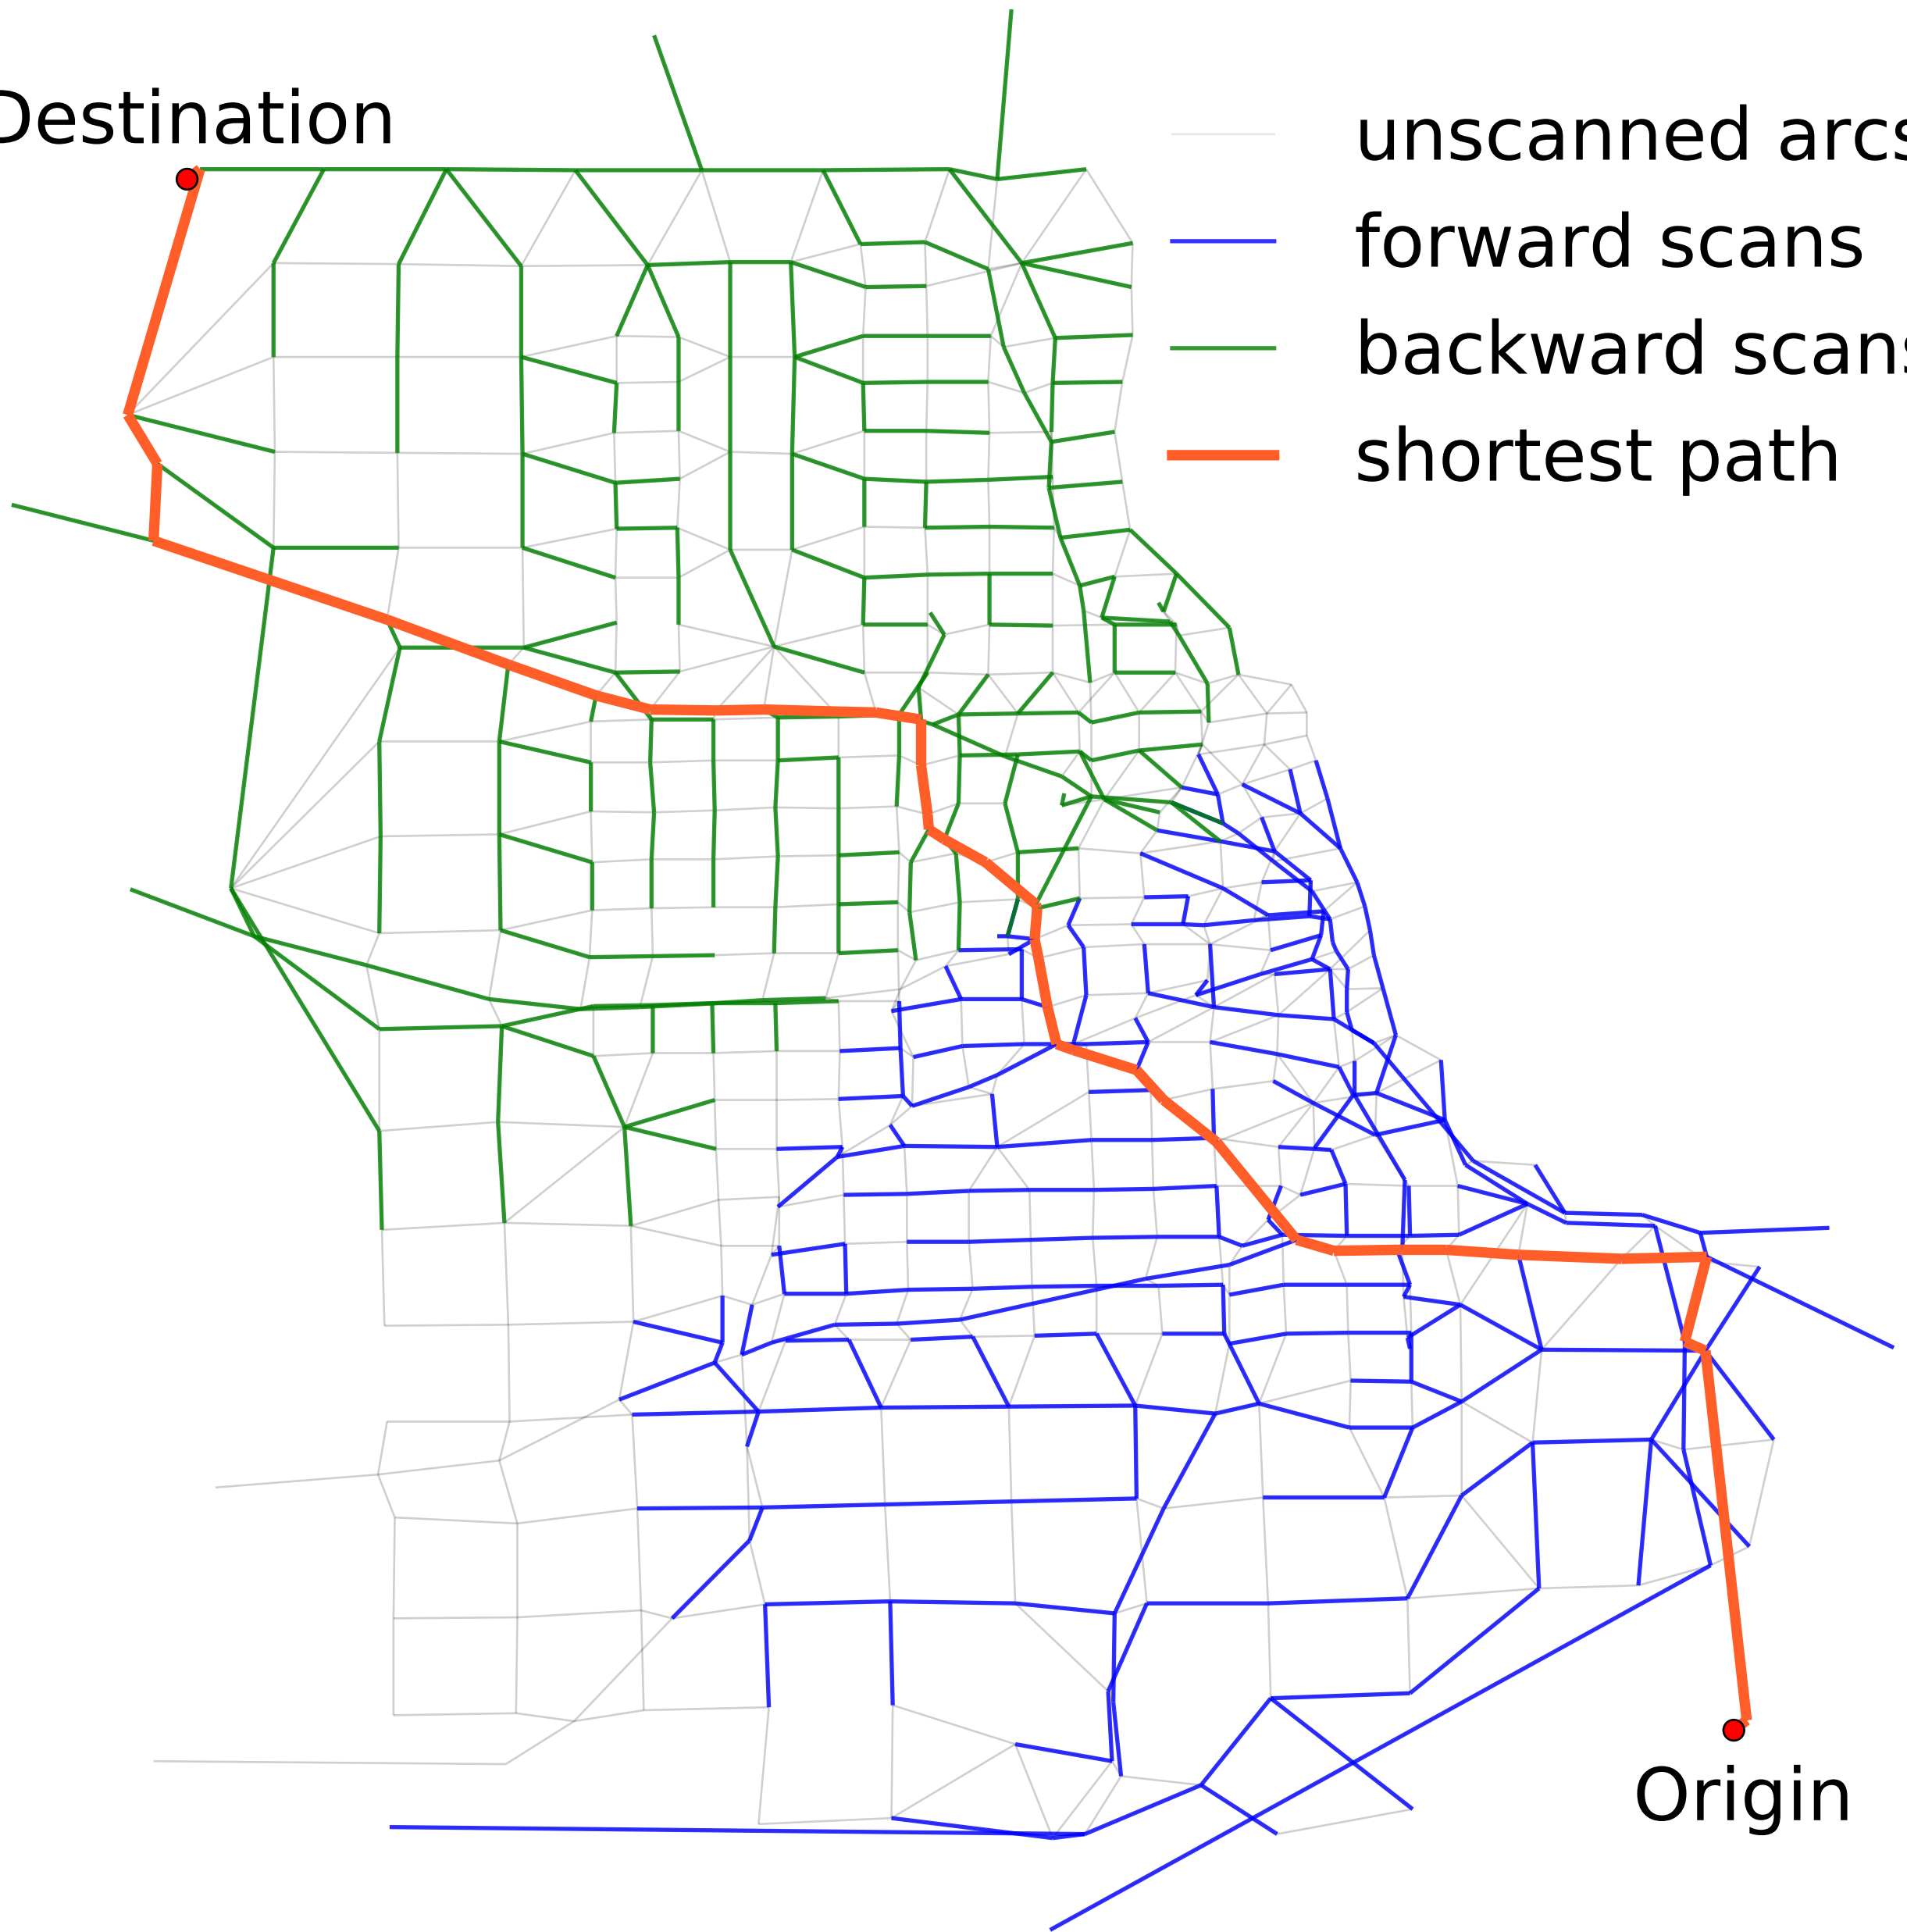 Destination
unscanned arcs
forward scans
backward scans
shortest path
Origin